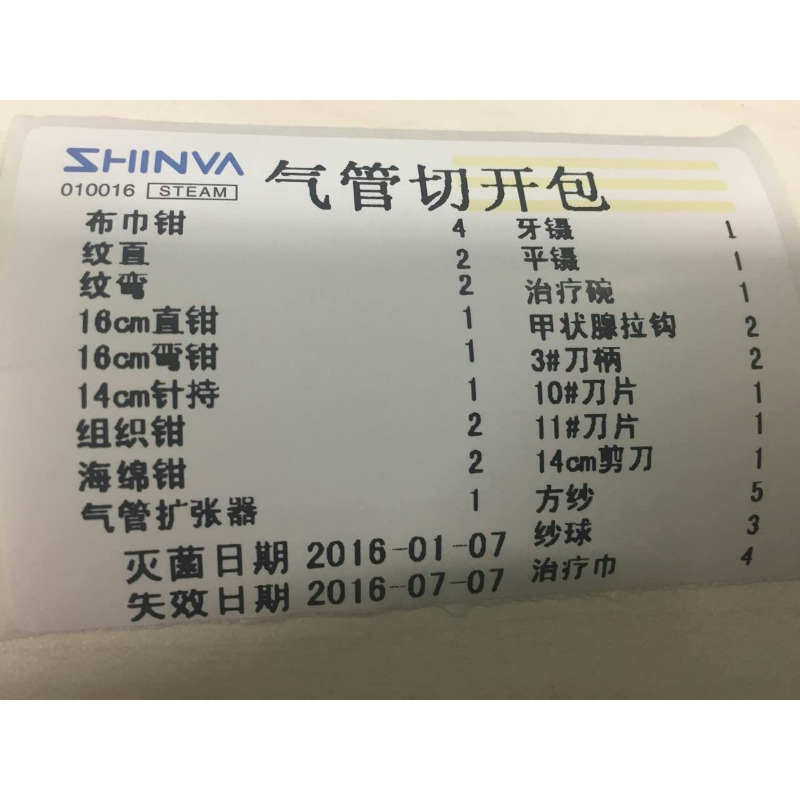 SHINVA
010016 STEAM
气管切开包
布巾钳 4
纹直 2
纹弯 2
16cm直钳 1
16cm弯钳 1
14cm针持 1
组织钳 2
海绵钳 2
气管扩张器 1
牙镊 1
平镊 1
治疗碗 1
甲状腺拉钩 2
3#刀柄 2
10#刀片 1
11#刀片 1
14cm剪刀 1
方纱 5
纱球 3
治疗巾 4
灭菌日期 2016-01-07
失效日期 2016-07-07